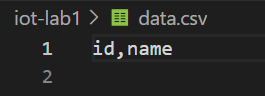 iot-lab1 > data.csv
1 id,name
2